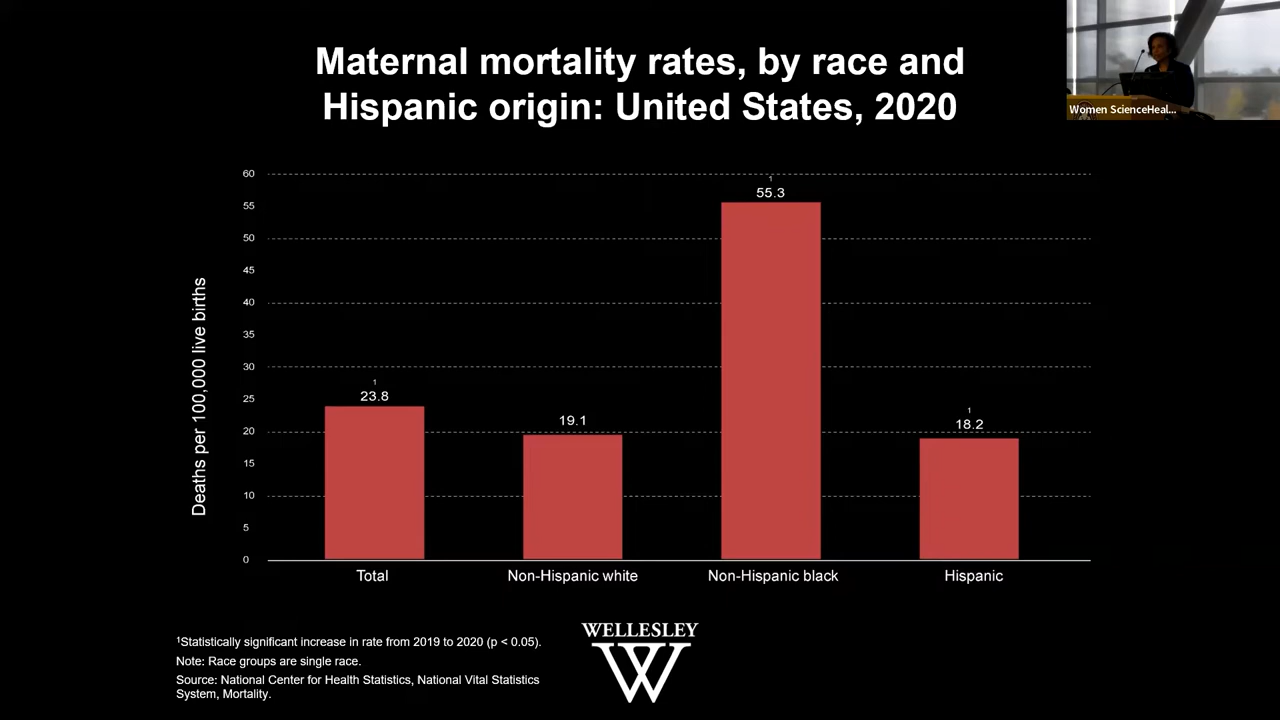 Maternal mortality rates, by race and
Hispanic origin: United States, 2020
Women ScienceHeal...
Deaths per 100,000 live births
60
55
50
45
40
35
30
25
20
15
10
5
0
1
23.8
19.1
1
55.3
1
18.2
Total
Non-Hispanic white
Non-Hispanic black
Hispanic
1Statistically significant increase in rate from 2019 to 2020 (p < 0.05).
Note: Race groups are single race.
Source: National Center for Health Statistics, National Vital Statistics
System, Mortality.
WELLESLEY
W